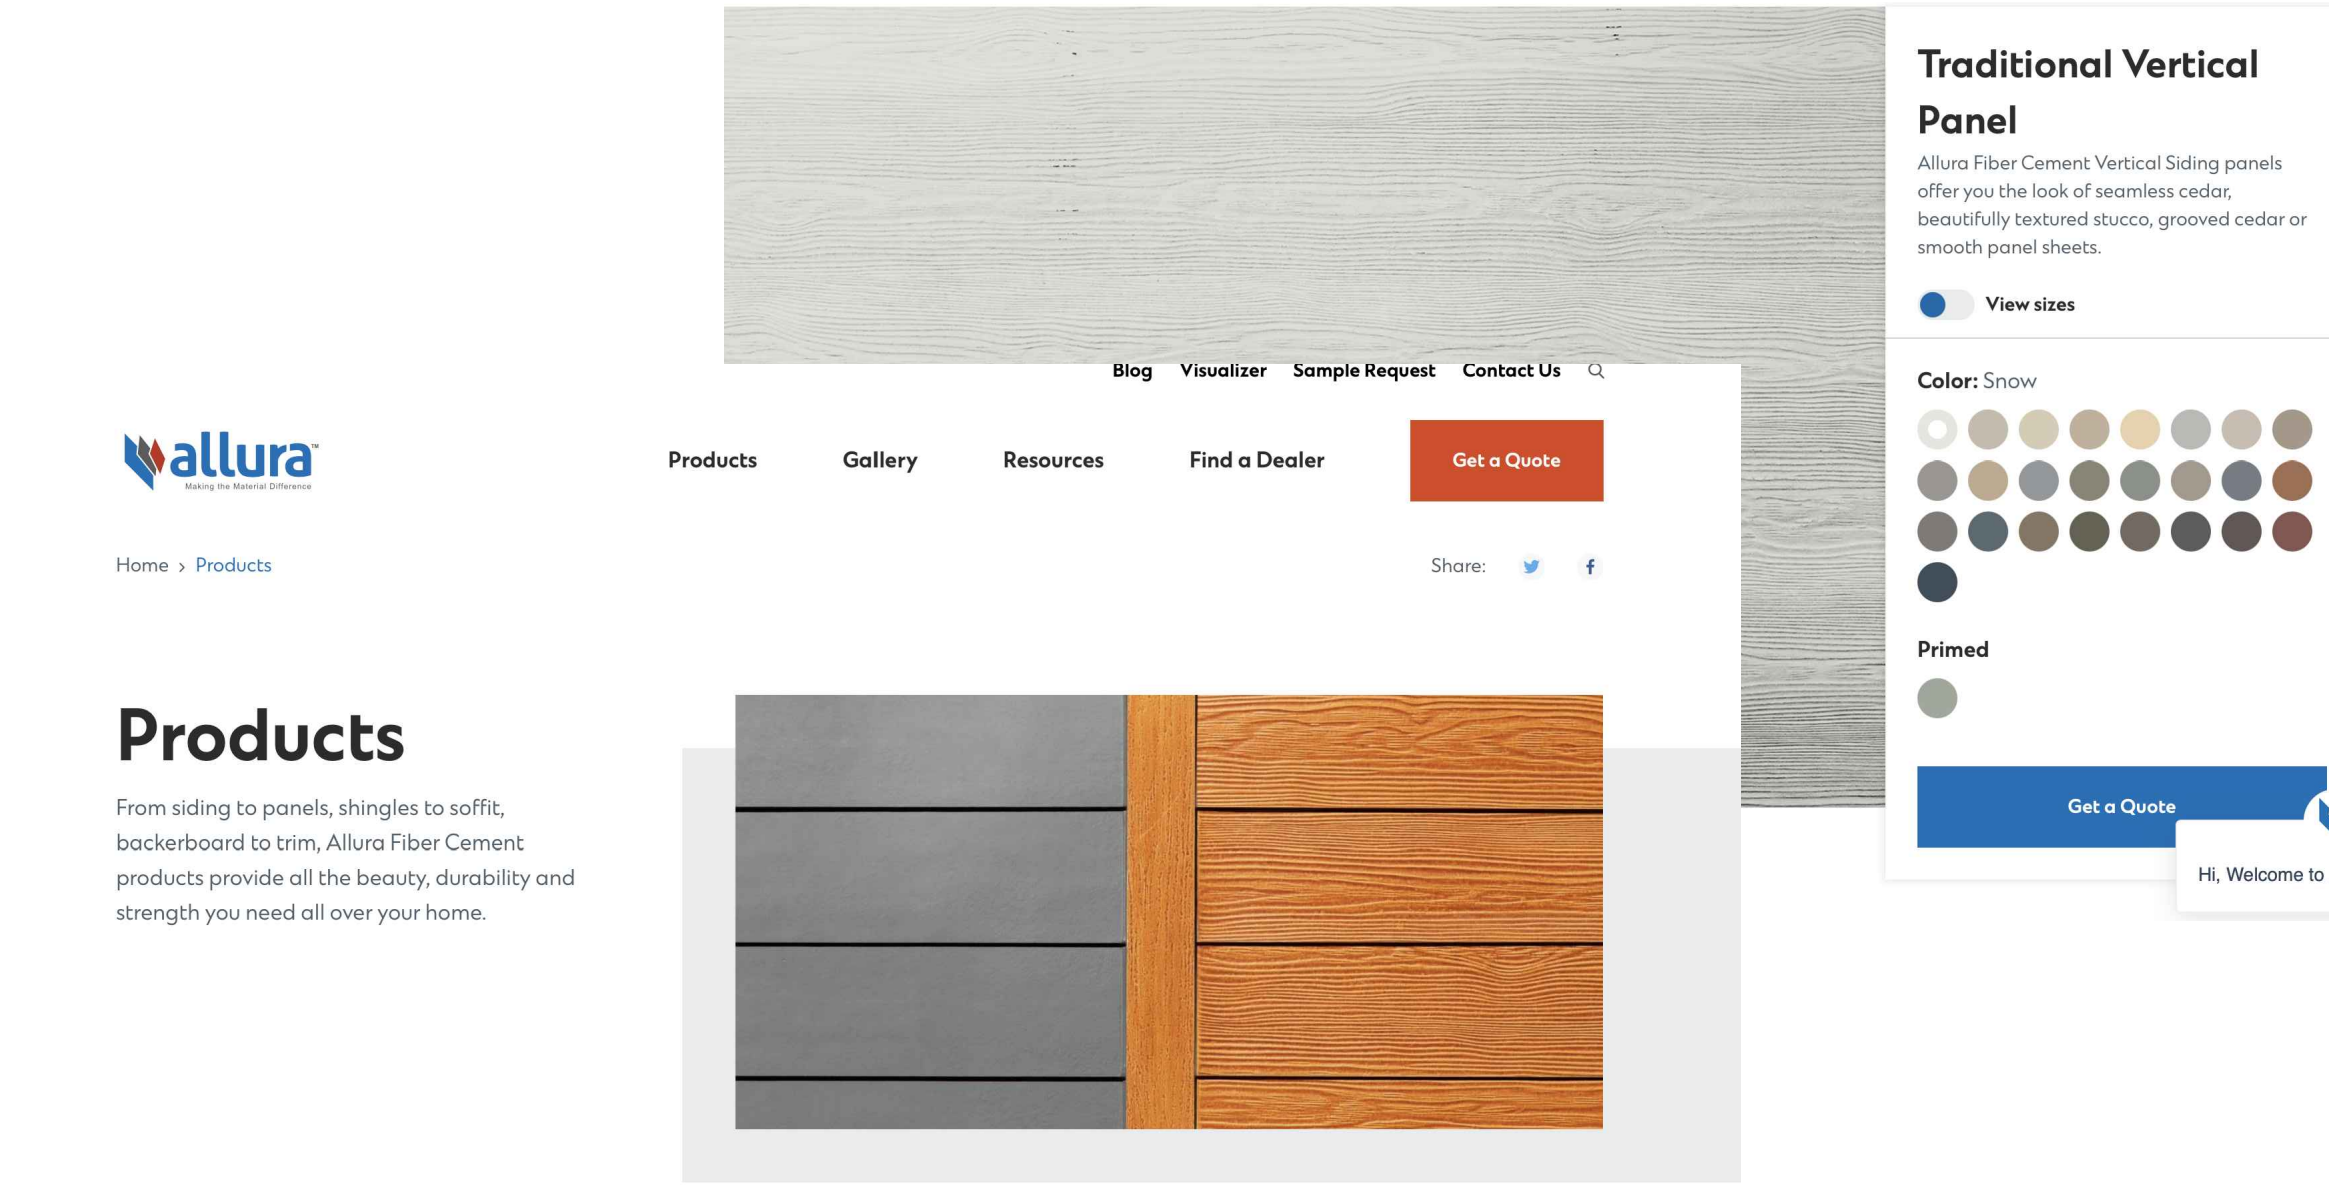 Traditional Vertical
Panel
Allura Fiber Cement Vertical Siding panels
offer you the look of seamless cedar,
beautifully textured stucco, grooved cedar or
smooth panel sheets.
View sizes
Color: Snow
Primed
Get a Quote
Hi, Welcome to
Blog Visualizer Sample Request Contact Us
allura™
Making the Material Difference
Products Gallery Resources Find a Dealer Get a Quote
Home › Products
Share:
Products
From siding to panels, shingles to soffit,
backerboard to trim, Allura Fiber Cement
products provide all the beauty, durability and
strength you need all over your home.